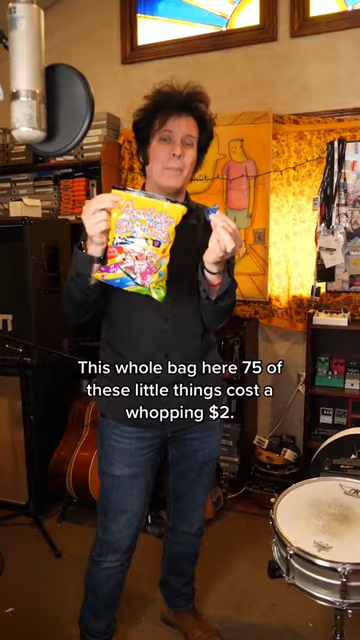 This whole bag here 75 of
these little things cost a
whopping $2.